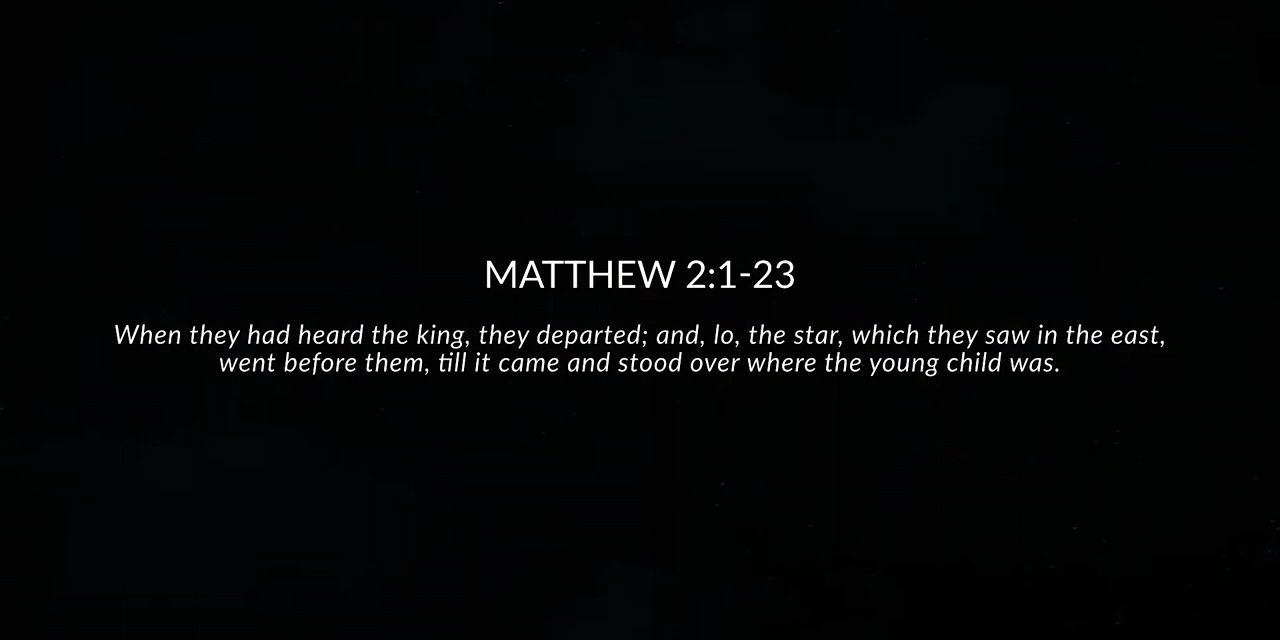 MATTHEW 2:1-23
When they had heard the king, they departed; and, lo, the star, which they saw in the east,
went before them, till it came and stood over where the young child was.